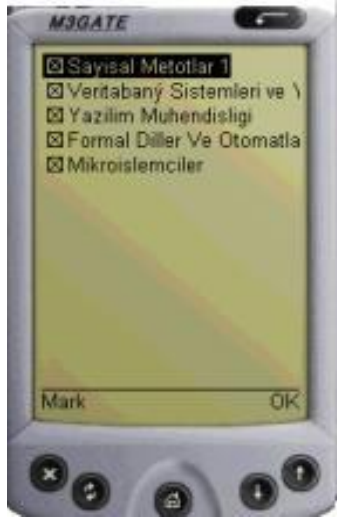 M3GATE
Sayisal Metotlar 1
Veritabaný Sistemleri ve
Yazilim Muhendisligi
Formal Diller Ve Otomatla
Mikroislemciler
Mark OK